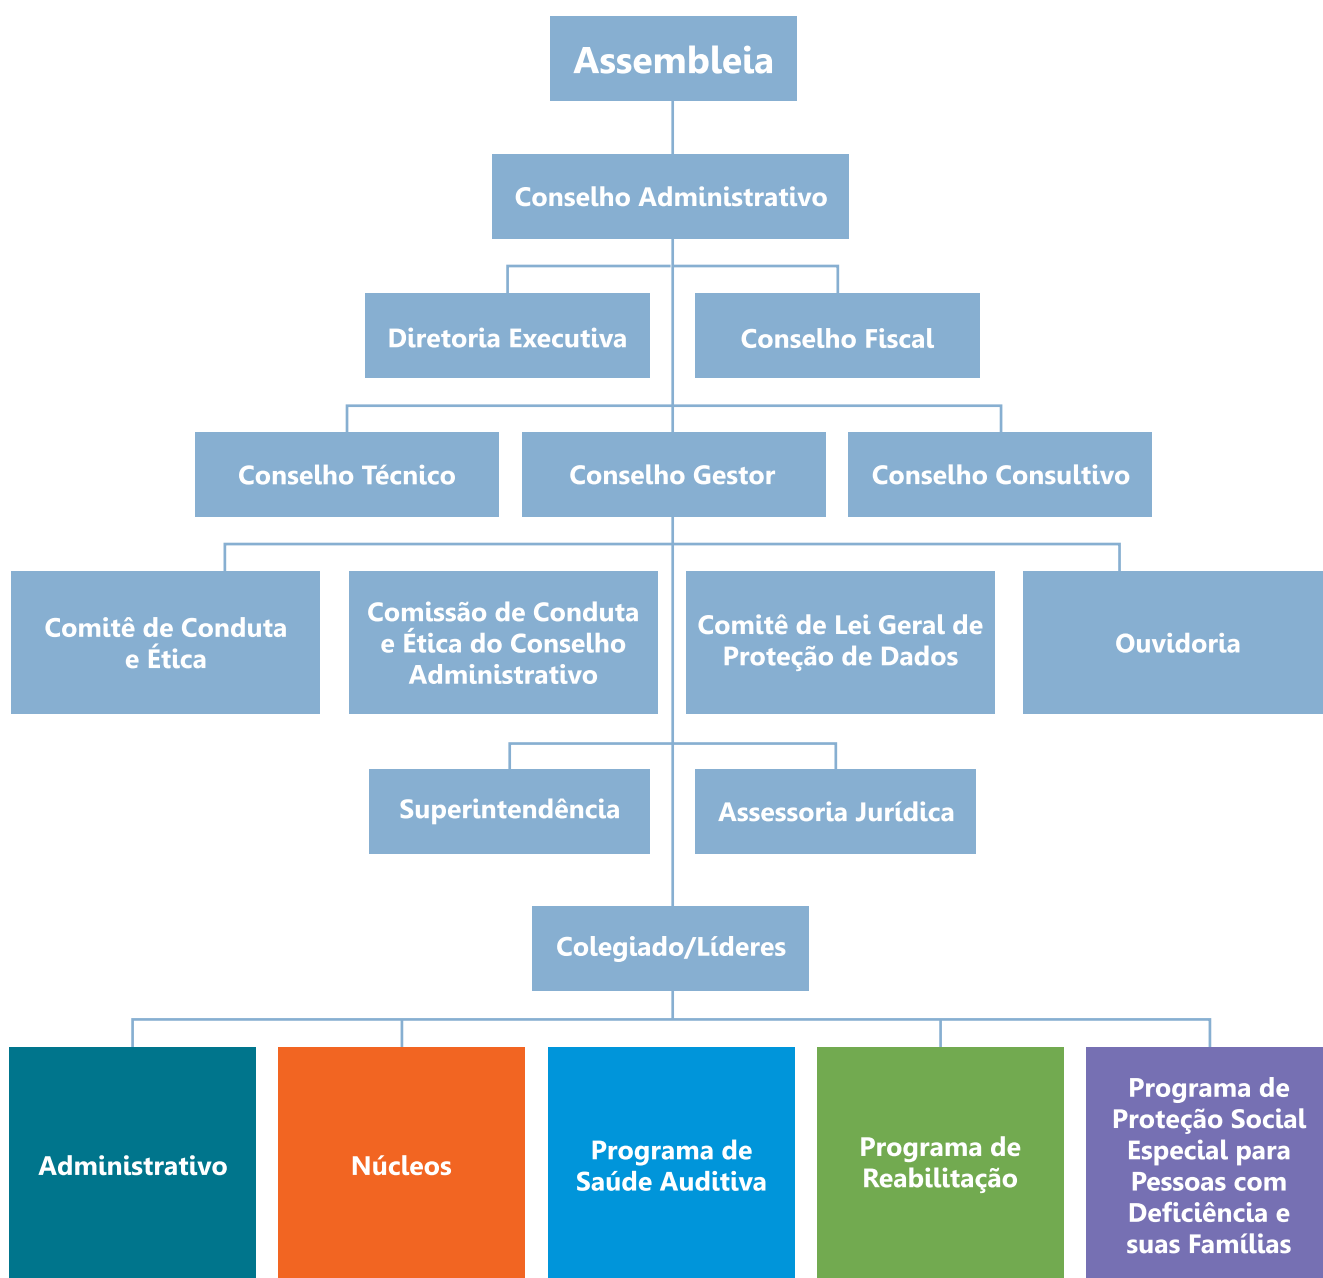 Assembleia
Conselho Administrativo
Diretoria Executiva
Conselho Fiscal
Conselho Técnico
Conselho Gestor
Conselho Consultivo
Comitê de Conduta
e Ética
Comissão de Conduta
e Ética do Conselho
Administrativo
Comitê de Lei Geral de
Proteção de Dados
Ouvidoria
Superintendência
Assessoria Jurídica
Colegiado/Líderes
Administrativo
Núcleos
Programa de
Saúde Auditiva
Programa de
Reabilitação
Programa de
Proteção Social
Especial para
Pessoas com
Deficiência e
suas Famílias